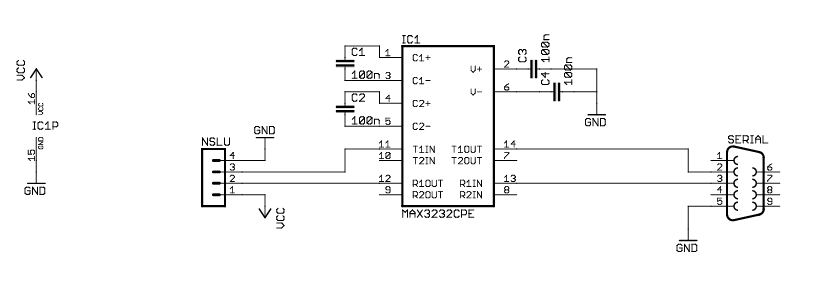 IC1
C1
100n
C2
100n
1
3
4
5
11
10
12
9
C1+
C1-
C2+
C2-
T1IN
T2IN
R1OUT
R2OUT
V+
V-
T1OUT
T2OUT
R1IN
R2IN
MAX3232CPE
2
6
14
7
13
8
C3
100n
C4
100n
GND
VCC
16
VCC
IC1P
GND
15
GND
NSLU
4
3
2
1
GND
VCC
SERIAL
1
2
3
4
5
6
7
8
9
GND